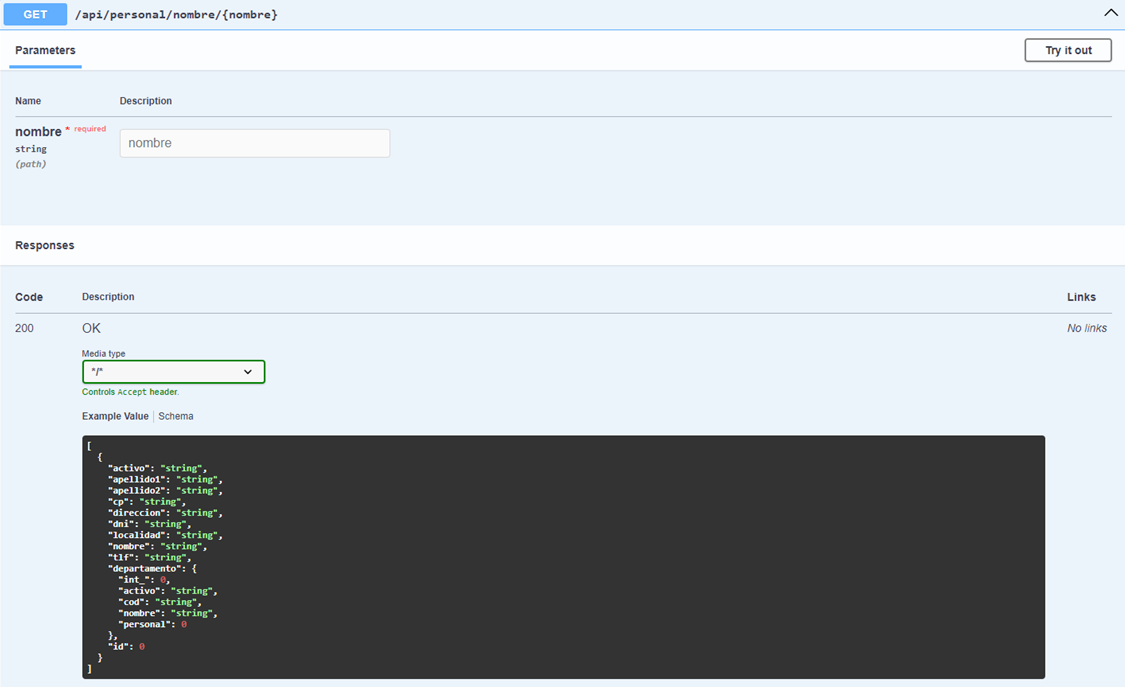 GET /api/personal/nombre/{nombre}
Parameters
Try it out
Name Description
nombre * required
string
(path)
nombre
Responses
Code Description Links
200 OK No links
Media type
"/"
Controls Accept header.
Example Value Schema
[
  {
    "activo": "string",
    "apellido1": "string",
    "apellido2": "string",
    "cp": "string",
    "direccion": "string",
    "dni": "string",
    "localidad": "string",
    "nombre": "string",
    "tlf": "string",
    "departamento": {
      "int_": 0,
      "activo": "string",
      "cod": "string",
      "nombre": "string",
      "personal": 0
    },
    "id": 0
  }
]